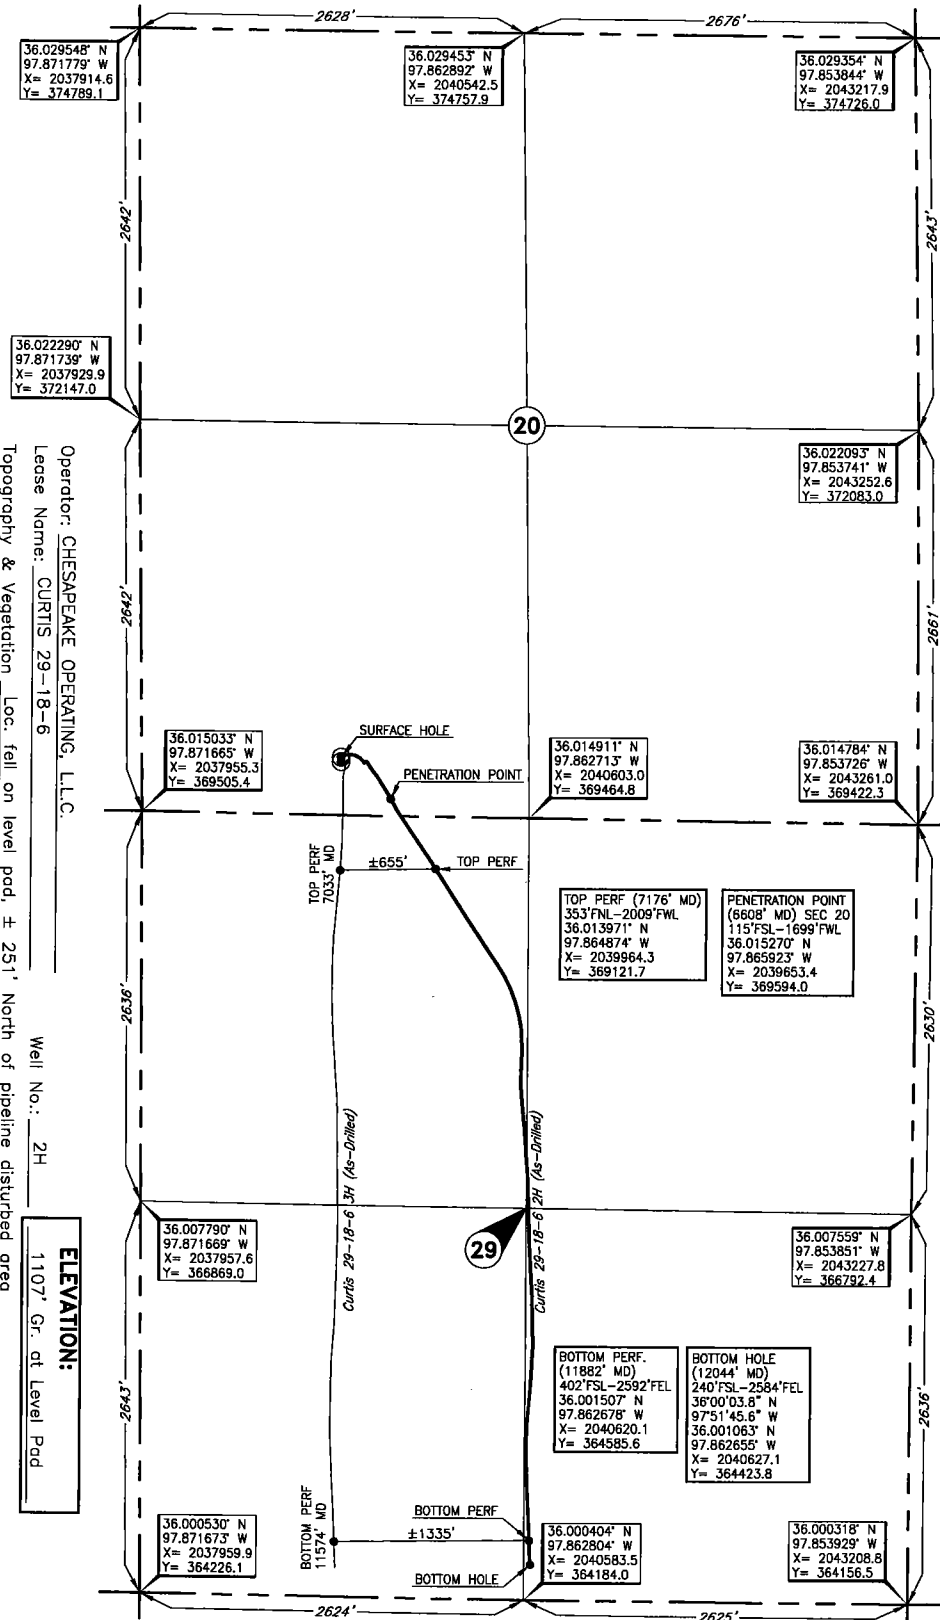 2628'
2676'
36.029548° N
97.871779° W
X= 2037914.6
Y= 374789.1
36.029453° N
97.862892° W
X= 2040542.5
Y= 374757.9
36.029354° N
97.853844° W
X= 2043217.9
Y= 374726.0
2642'
2643'
36.022290° N
97.871739° W
X= 2037929.9
Y= 372147.0
20
36.022093° N
97.853741° W
X= 2043252.6
Y= 372083.0
2642'
2661'
36.015033° N
97.871665° W
X= 2037955.3
Y= 369505.4
SURFACE HOLE
PENETRATION POINT
36.014911° N
97.862713° W
X= 2040603.0
Y= 369464.8
36.014784° N
97.853726° W
X= 2043261.0
Y= 369422.3
TOP PERF
7033' MD
±655'
TOP PERF
TOP PERF (7176' MD)
353'FNL-2009'FWL
36.013971° N
97.864874° W
X= 2039964.3
Y= 369121.7
PENETRATION POINT
(6608' MD) SEC 20
115'FSL-1699'FWL
36.015270° N
97.865923° W
X= 2039653.4
Y= 369594.0
2636'
2630'
Curtis 29-18-6 3H (As-Drilled)
Curtis 29-18-6 2H (As-Drilled)
36.007790° N
97.871669° W
X= 2037957.6
Y= 366869.0
29
36.007559° N
97.853851° W
X= 2043227.8
Y= 366792.4
BOTTOM PERF.
(11882' MD)
402'FSL-2592'FEL
36.001507° N
97.862678° W
X= 2040620.1
Y= 364585.6
BOTTOM HOLE
(12044' MD)
240'FSL-2584'FEL
36°00'03.8" N
97°51'45.6" W
36.001063° N
97.862655° W
X= 2040627.1
Y= 364423.8
2643'
2636'
BOTTOM PERF
11574' MD
±1335'
BOTTOM PERF
BOTTOM HOLE
36.000530° N
97.871673° W
X= 2037959.9
Y= 364226.1
36.000404° N
97.862804° W
X= 2040583.5
Y= 364184.0
36.000318° N
97.853929° W
X= 2043208.8
Y= 364156.5
2624'
2625'
Operator: CHESAPEAKE OPERATING, L.L.C.
Lease Name: CURTIS 29-18-6 Well No.: 2H
Topography & Vegetation Loc. fell on level pad, ± 251' North of pipeline disturbed area
ELEVATION:
1107' Gr. at Level Pad